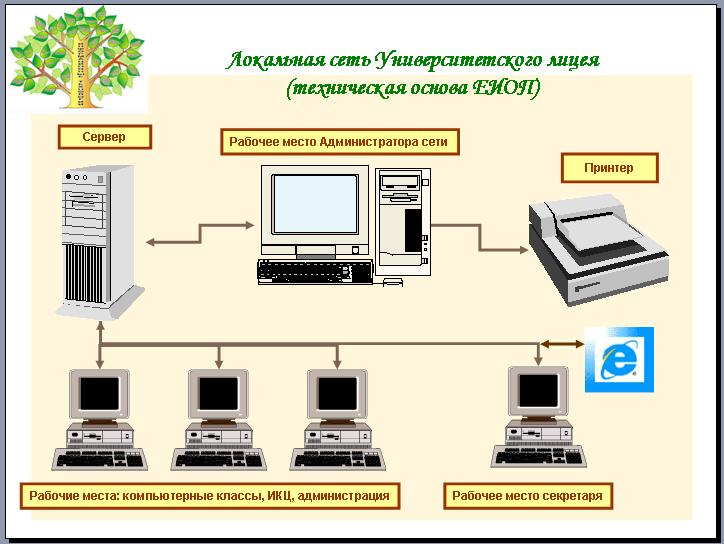 Локальная сеть Университетского лицея
(техническая основа ЕИОП)
Сервер
Рабочее место Администратора сети
Принтер
Рабочие места: компьютерные классы, ИКЦ, администрация
Рабочее место секретаря